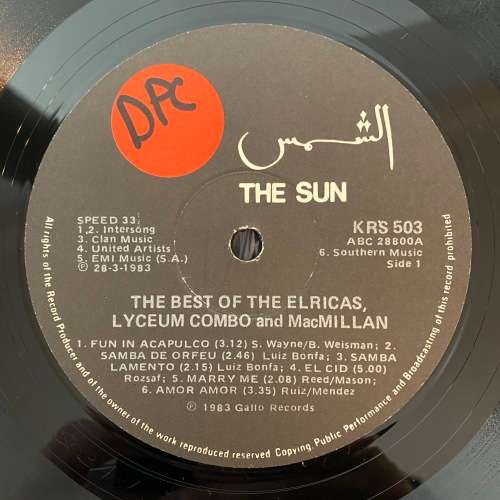 DPC
الشمس
THE SUN
SPEED 33⅓
1.2. Intersong
3. Clan Music
4. United Artists
5. EMI Music (S.A.)
℗ 28-3-1983
KRS 503
ABC 28800A
6. Southern Music
Side 1
THE BEST OF THE ELRICAS,
LYCEUM COMBO and MacMILLAN
1. FUN IN ACAPULCO (3.12) S. Wayne/B. Weisman; 2.
SAMBA DE ORFEU (2.46) Luiz Bonfa; 3. SAMBA
LAMENTO (2.15) Luiz Bonfa; 4. EL CID (5.00)
Rozsaf; 5. MARRY ME (2.08) Reed/Mason;
6. AMOR AMOR (3.35) Ruiz/Mendez
℗ 1983 Gallo Records
All rights of the Record Producer and of the owner of the work reproduced reserved Copying, Public Performance and Broadcasting of this record prohibited